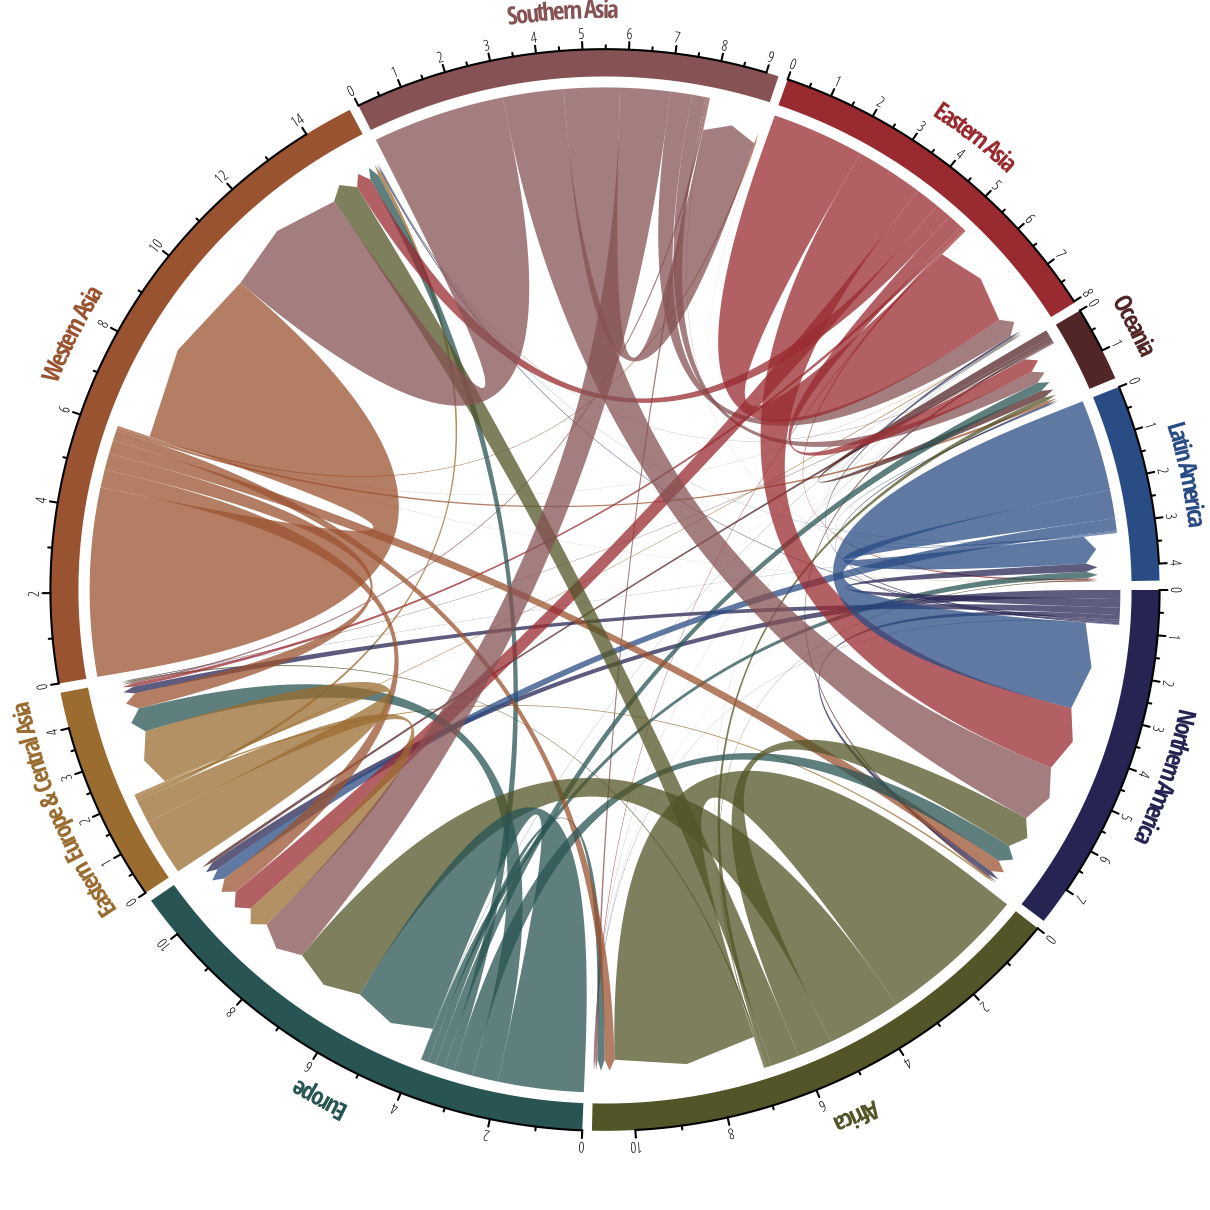 Southern Asia
0 1 2 3 4 5 6 7 8 9
Eastern Asia
0 1 2 3 4 5 6 7 8
Oceania
0 1
Latin America
0 1 2 3 4
Northern America
0 1 2 3 4 5 6 7
Africa
0 2 4 6 8 10
Europe
0 2 4 6 8 10
Eastern Europe & Central Asia
0 1 2 3 4
Western Asia
0 2 4 6 8 10 12 14